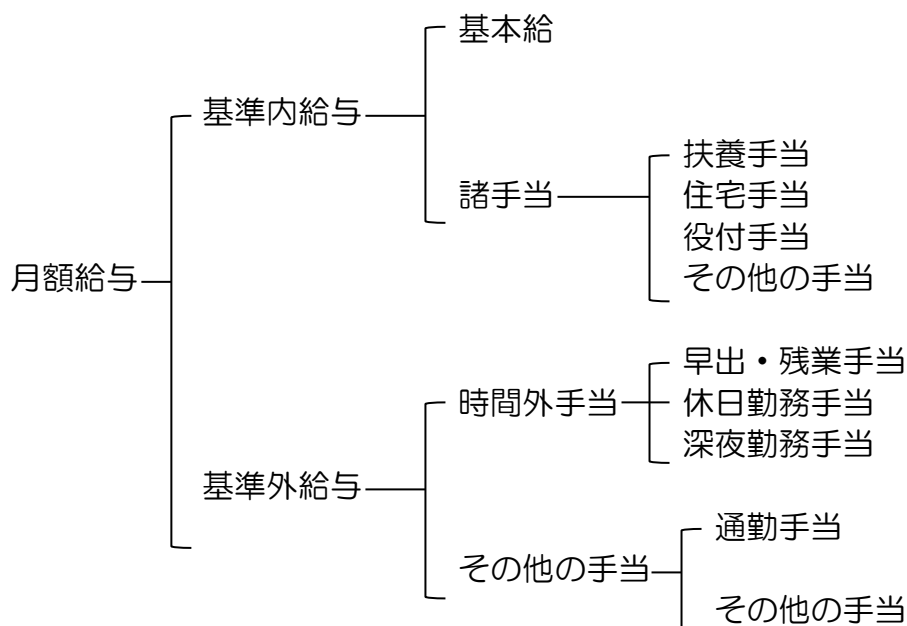 月額給与
基準内給与
基本給
諸手当
扶養手当
住宅手当
役付手当
その他の手当
基準外給与
時間外手当
早出・残業手当
休日勤務手当
深夜勤務手当
その他の手当
通勤手当
その他の手当